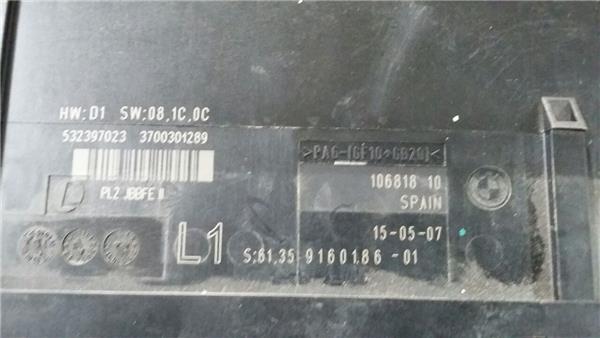 HW:D1 SW:08.1C.0C
532397023 3700301289
>PA6-(GF10+GB20)<
PL2 JBBFE II
106818 10
SPAIN
15-05-07
L1
S:61.35-9160186-01